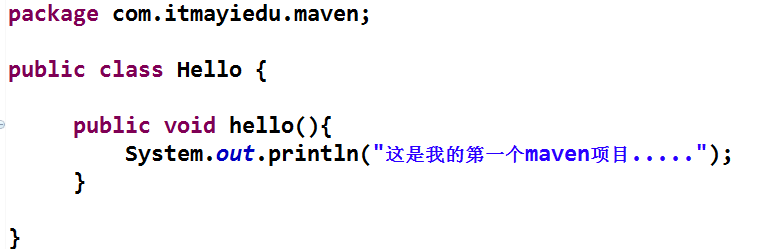 package com.itmayiedu.maven;
public class Hello {
public void hello(){
System.out.println("这是我的第一个maven项目.....");
}
}